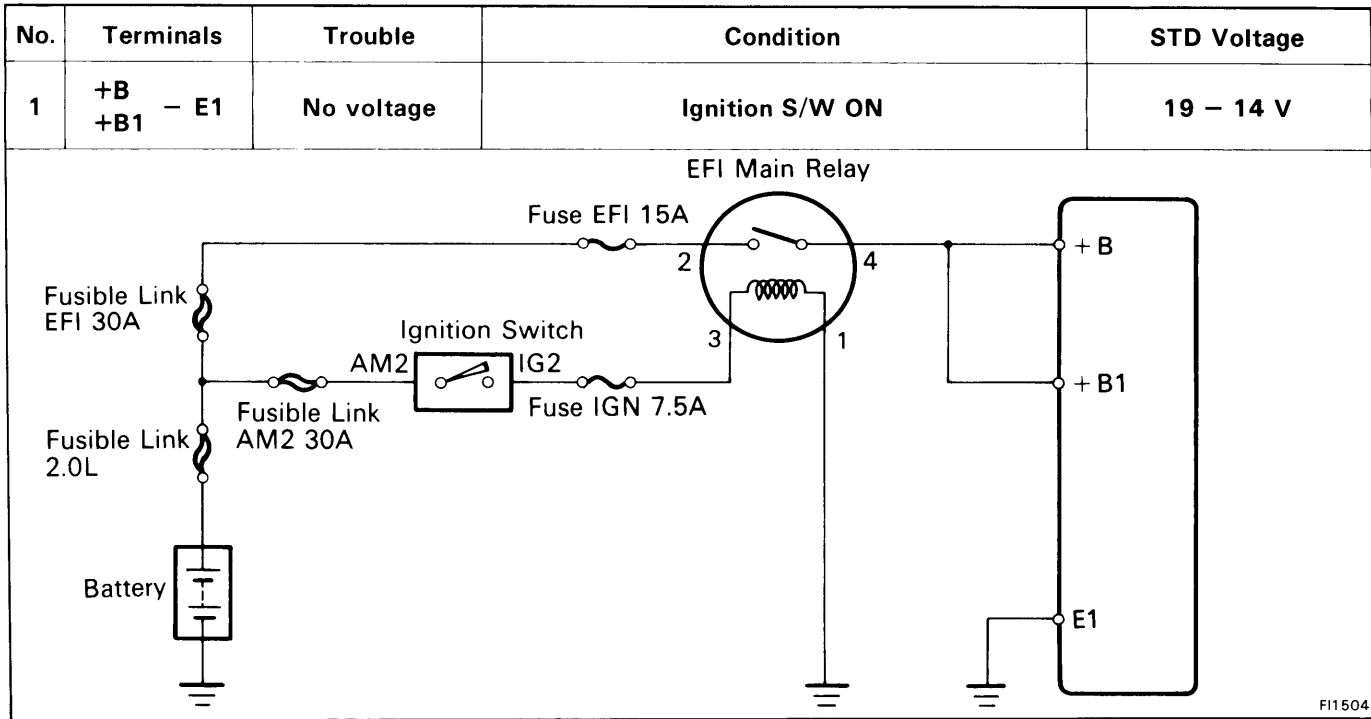 No. Terminals Trouble Condition STD Voltage
1 +B +B1 – E1 No voltage Ignition S/W ON 19 – 14 V
EFI Main Relay
Fuse EFI 15A
2
4
+B
Fusible Link
EFI 30A
Ignition Switch
3
1
AM2
IG2
+B1
Fusible Link
AM2 30A
Fuse IGN 7.5A
Fusible Link
2.0L
Battery
E1
FI1504